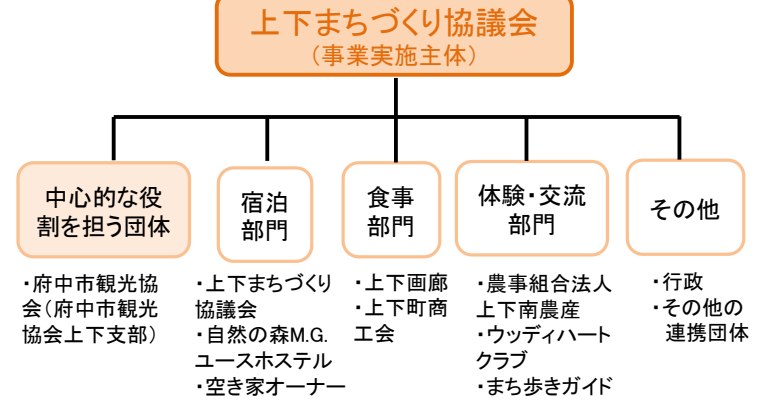 上下まちづくり協議会
（事業実施主体）
中心的な役
割を担う団体
・府中市観光協
会（府中市観光
協会上下支部）
宿泊
部門
・上下まちづくり
協議会
・自然の森M.G.
ユースホステル
・空き家オーナー
食事
部門
・上下画廊
・上下町商
工会
体験・交流
部門
・農事組合法人
上下南農産
・ウッディハート
クラブ
・まち歩きガイド
その他
・行政
・その他の
連携団体